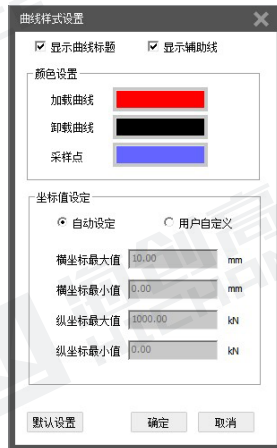 曲线样式设置
显示曲线标题 显示辅助线
颜色设置
加载曲线
卸载曲线
采样点
坐标值设定
自动设定 用户自定义
横坐标最大值 10.00 mm
横坐标最小值 0.00 mm
纵坐标最大值 1000.00 kN
纵坐标最小值 0.00 kN
默认设置 确定 取消